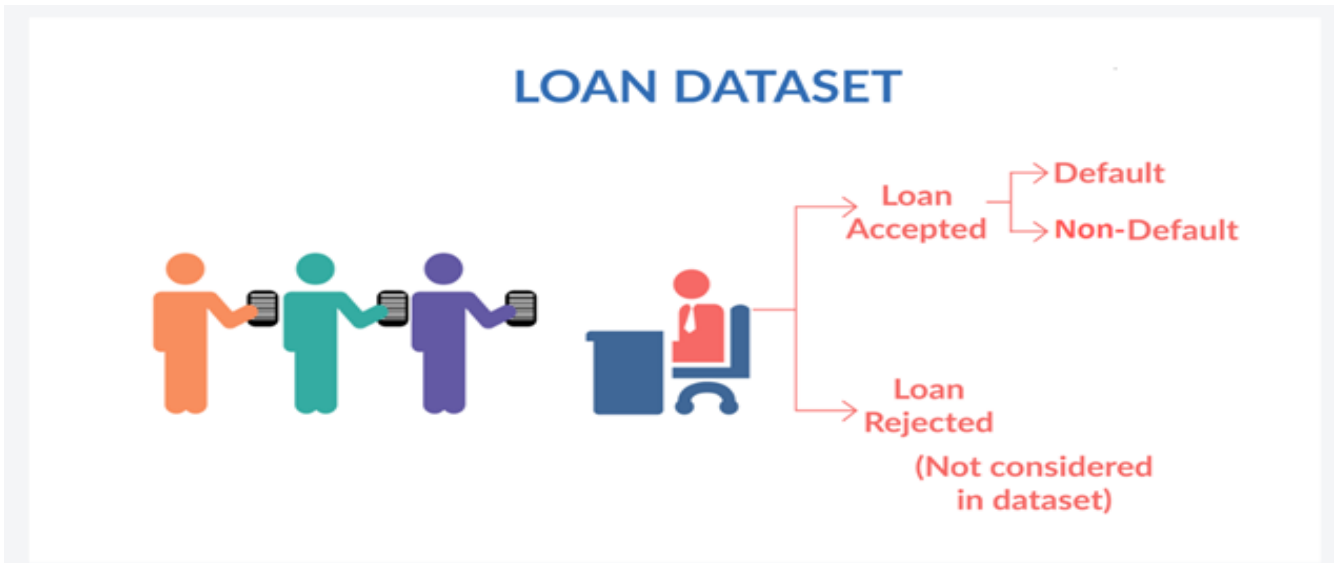 LOAN DATASET
Loan
Accepted
Default
Non-Default
Loan
Rejected
(Not considered
in dataset)